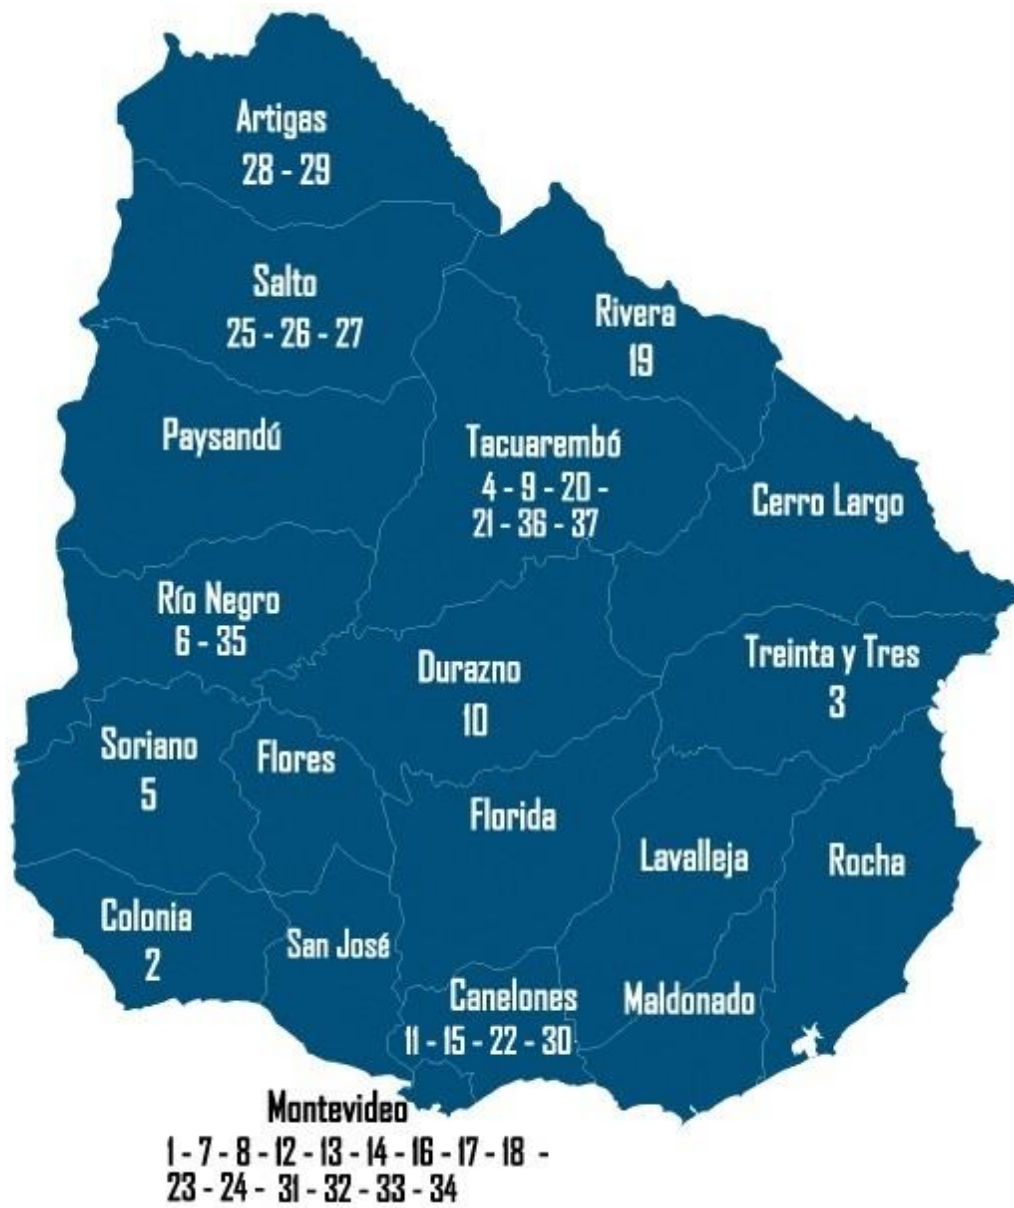 Artigas
28 - 29
Salto
25 - 26 - 27
Rivera
19
Paysandú
Tacuarembó
4 - 9 - 20 -
21 - 36 - 37
Cerro Largo
Río Negro
6 - 35
Durazno
10
Treinta y Tres
3
Soriano
5
Flores
Florida
Lavalleja
Rocha
Colonia
2
San José
Canelones
11 - 15 - 22 - 30
Maldonado
Montevideo
1 - 7 - 8 - 12 - 13 - 14 - 16 - 17 - 18 -
23 - 24 - 31 - 32 - 33 - 34